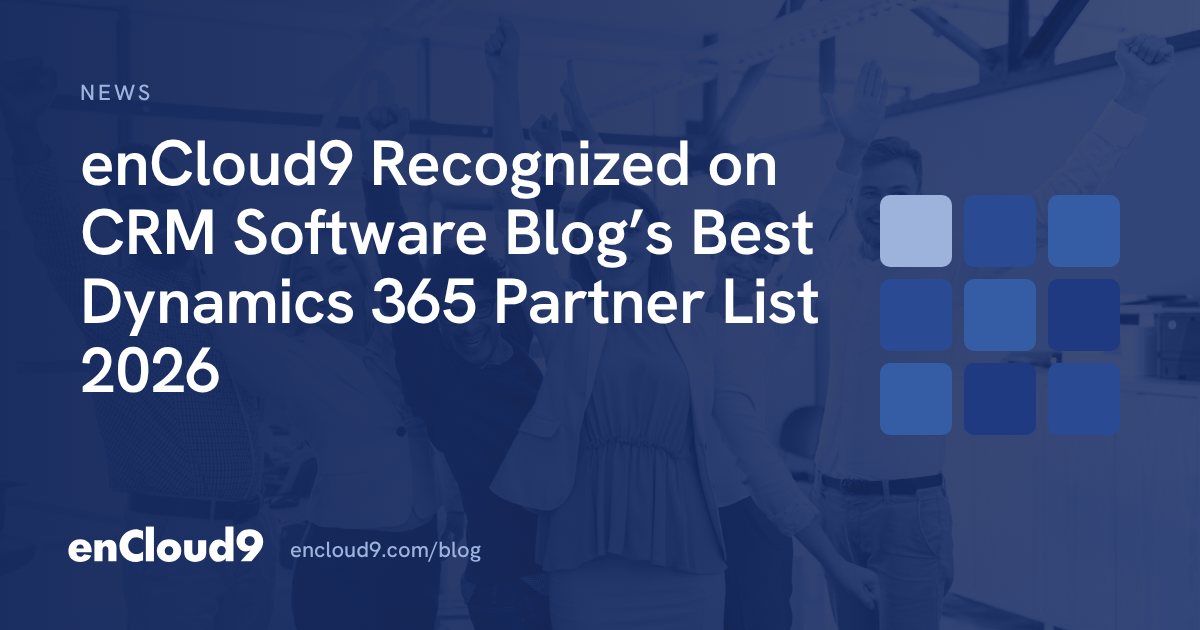 NEWS
enCloud9 Recognized on
CRM Software Blog’s Best
Dynamics 365 Partner List
2026
enCloud9
encloud9.com/blog